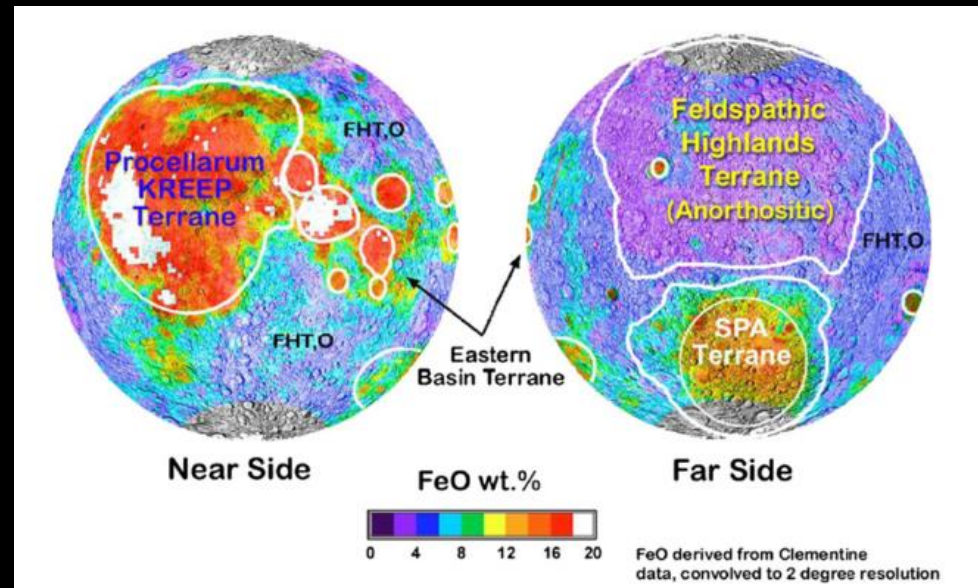 FHT,O
Procellarum
KREEP
Terrane
FHT,O
Feldspathic
Highlands
Terrane
(Anorthositic)
FHT,O
SPA
Terrane
Eastern
Basin Terrane
Near Side
Far Side
FeO wt.%
0 4 8 12 16 20
FeO derived from Clementine
data, convolved to 2 degree resolution